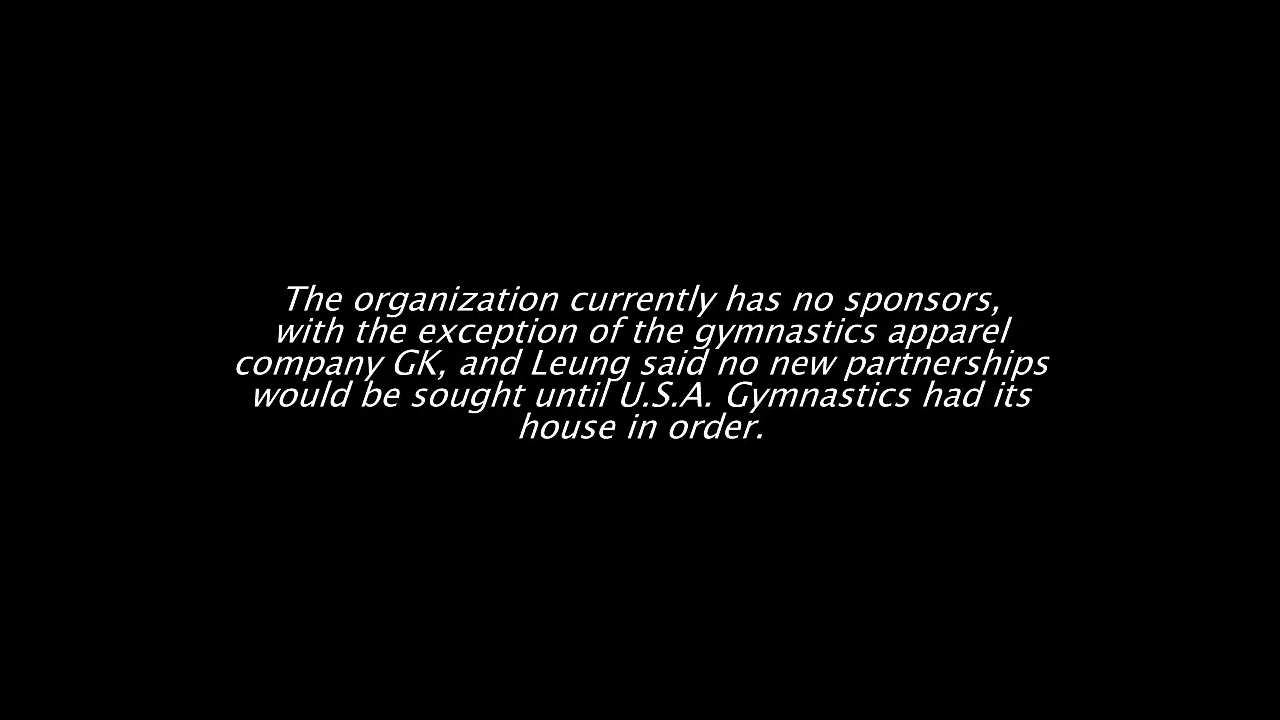 The organization currently has no sponsors,
with the exception of the gymnastics apparel
company GK, and Leung said no new partnerships
would be sought until U.S.A. Gymnastics had its
house in order.